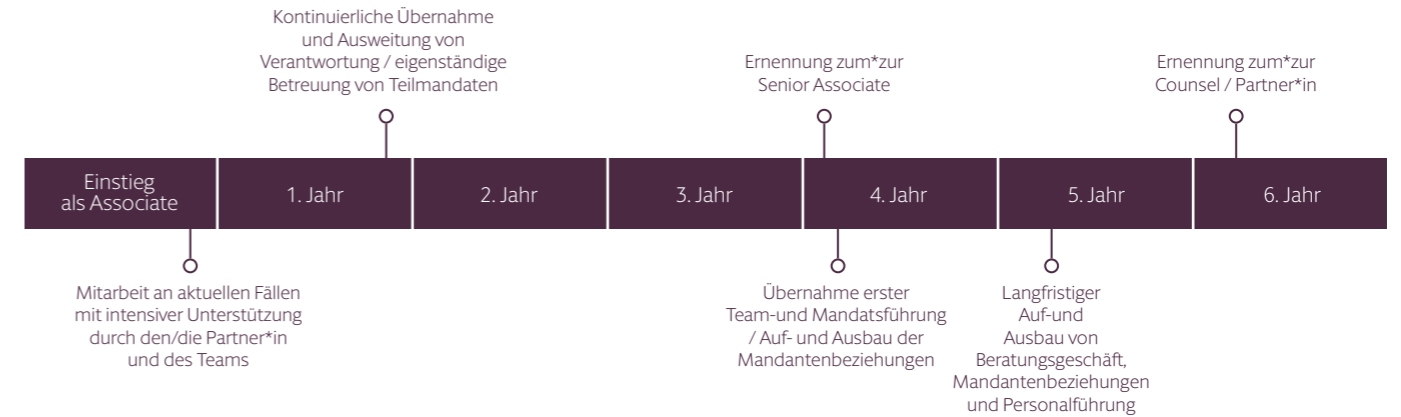 Kontinuierliche Übernahme
und Ausweitung von
Verantwortung / eigenständige
Betreuung von Teilmandaten
Ernennung zum*zur
Senior Associate
Ernennung zum*zur
Counsel / Partner*in
Einstieg
als Associate
1. Jahr
2. Jahr
3. Jahr
4. Jahr
5. Jahr
6. Jahr
Mitarbeit an aktuellen Fällen
mit intensiver Unterstützung
durch den/die Partner*in
und des Teams
Übernahme erster
Team-und Mandatsführung
/ Auf- und Ausbau der
Mandantenbeziehungen
Langfristiger
Auf-und
Ausbau von
Beratungsgeschäft,
Mandantenbeziehungen
und Personalführung